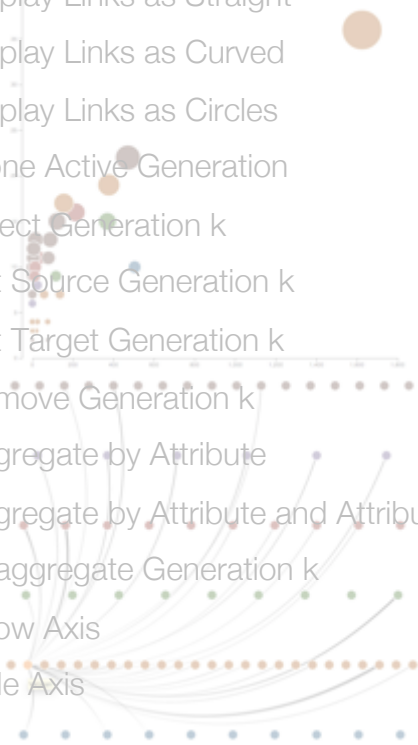 play Links as Straight
play Links as Curved
play Links as Circles
ne Active Generation
ect Generation k
t Source Generation k
t Target Generation k
move Generation k
gregate by Attribute
gregate by Attribute and Attribu
aggregate Generation k
ow Axis
de Axis